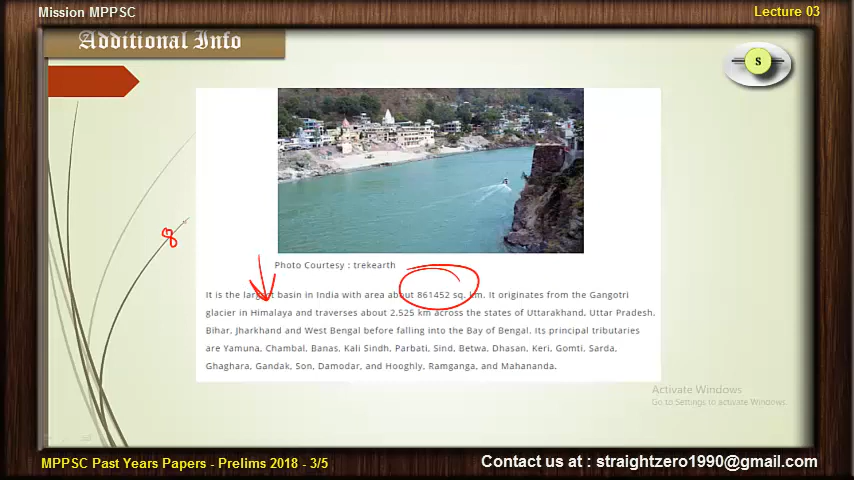 Mission MPPSC
Lecture 03
Additional Info
S
8
Photo Courtesy : trekearth
It is the largest basin in India with area about 861452 sq. km. It originates from the Gangotri
glacier in Himalaya and traverses about 2.525 km across the states of Uttarakhand, Uttar Pradesh,
Bihar, Jharkhand and West Bengal before falling into the Bay of Bengal. Its principal tributaries
are Yamuna, Chambal, Banas, Kali Sindh, Parbati, Sind, Betwa, Dhasan, Keri, Gomti, Sarda,
Ghaghara, Gandak, Son, Damodar, and Hooghly, Ramganga, and Mahananda.
Activate Windows
Go to Settings to activate Windows.
MPPSC Past Years Papers - Prelims 2018 - 3/5
Contact us at : straightzero1990@gmail.com